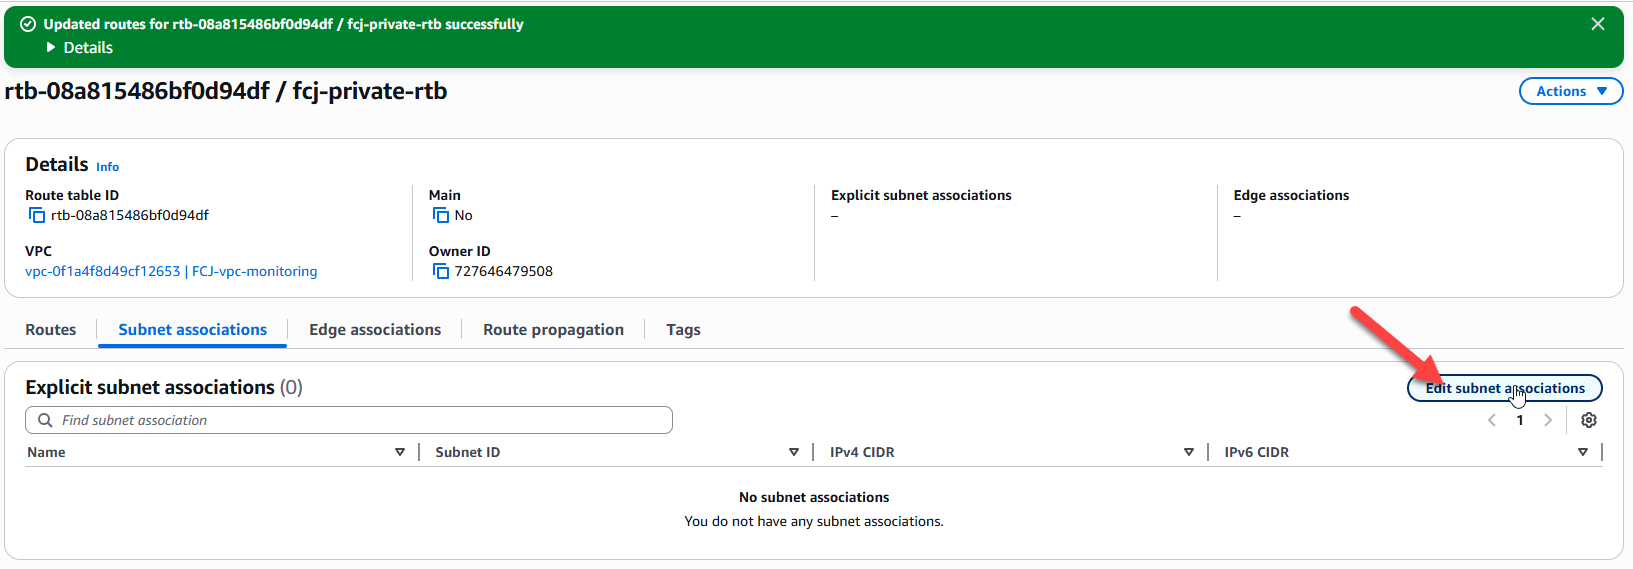 Updated routes for rtb-08a815486bf0d94df / fcj-private-rtb successfully
Details
rtb-08a815486bf0d94df / fcj-private-rtb
Actions
Details Info
Route table ID
rtb-08a815486bf0d94df
Main
No
Explicit subnet associations
–
Edge associations
–
VPC
vpc-0f1a4f8d49cf12653 | FCJ-vpc-monitoring
Owner ID
727646479508
Routes
Subnet associations
Edge associations
Route propagation
Tags
Explicit subnet associations (0)
Edit subnet associations
Find subnet association
1
Name
Subnet ID
IPv4 CIDR
IPv6 CIDR
No subnet associations
You do not have any subnet associations.